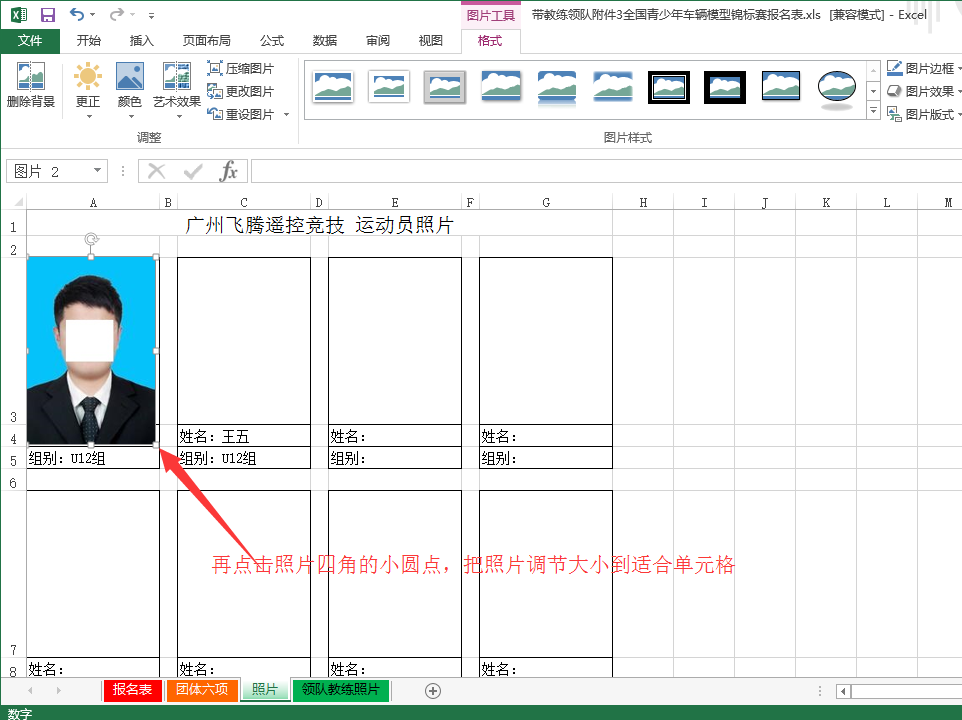 图片工具
带教练领队附件3全国青少年车辆模型锦标赛报名表.xls [兼容模式] - Excel
文件 开始 插入 页面布局 公式 数据 审阅 视图 格式
删除背景 更正 颜色 艺术效果
压缩图片
更改图片
重设图片
图片边框
图片效果
图片版式
调整 图片样式
图片 2 fx
A B C D E F G H I J K L M
1 广州飞腾遥控竞技 运动员照片
2
3
4 姓名：王五 姓名： 姓名：
5 组别：U12组 组别：U12组 组别： 组别：
6
再点击照片四角的小圆点，把照片调节大小到适合单元格
7
8 姓名： 姓名： 姓名： 姓名：
报名表 团体六项 照片 领队教练照片
数字